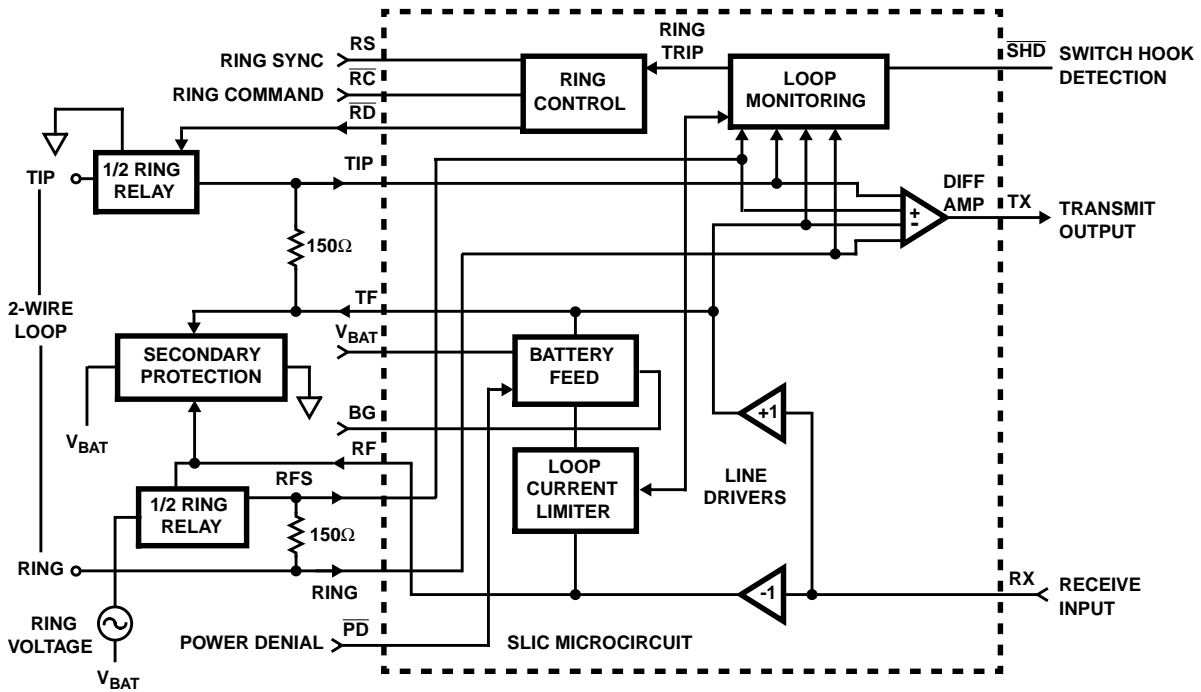 RING SYNC
RS
RING
TRIP
SHD
SWITCH HOOK
DETECTION
RING COMMAND
RC
RING
CONTROL
LOOP
MONITORING
RD
TIP
1/2 RING
RELAY
TIP
DIFF
AMP
TX
TRANSMIT
OUTPUT
+
-
150Ω
2-WIRE
LOOP
TF
VBAT
SECONDARY
PROTECTION
BATTERY
FEED
VBAT
BG
+1
RF
LOOP
CURRENT
LIMITER
LINE
DRIVERS
RFS
1/2 RING
RELAY
150Ω
RING
RING
-1
RX
RECEIVE
INPUT
RING
VOLTAGE
POWER DENIAL
PD
SLIC MICROCIRCUIT
VBAT